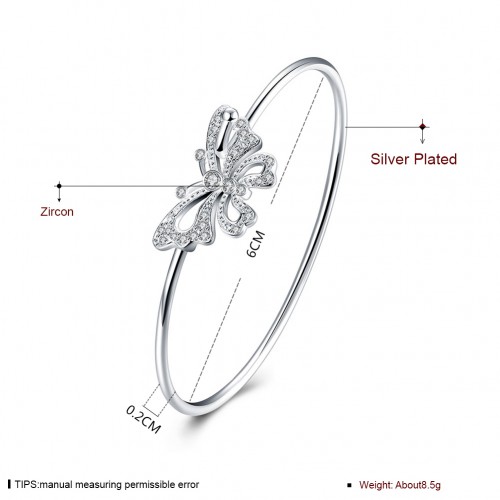 Silver Plated
Zircon
6CM
0.2CM
TIPS:manual measuring permissible error
Weight: About8.5g